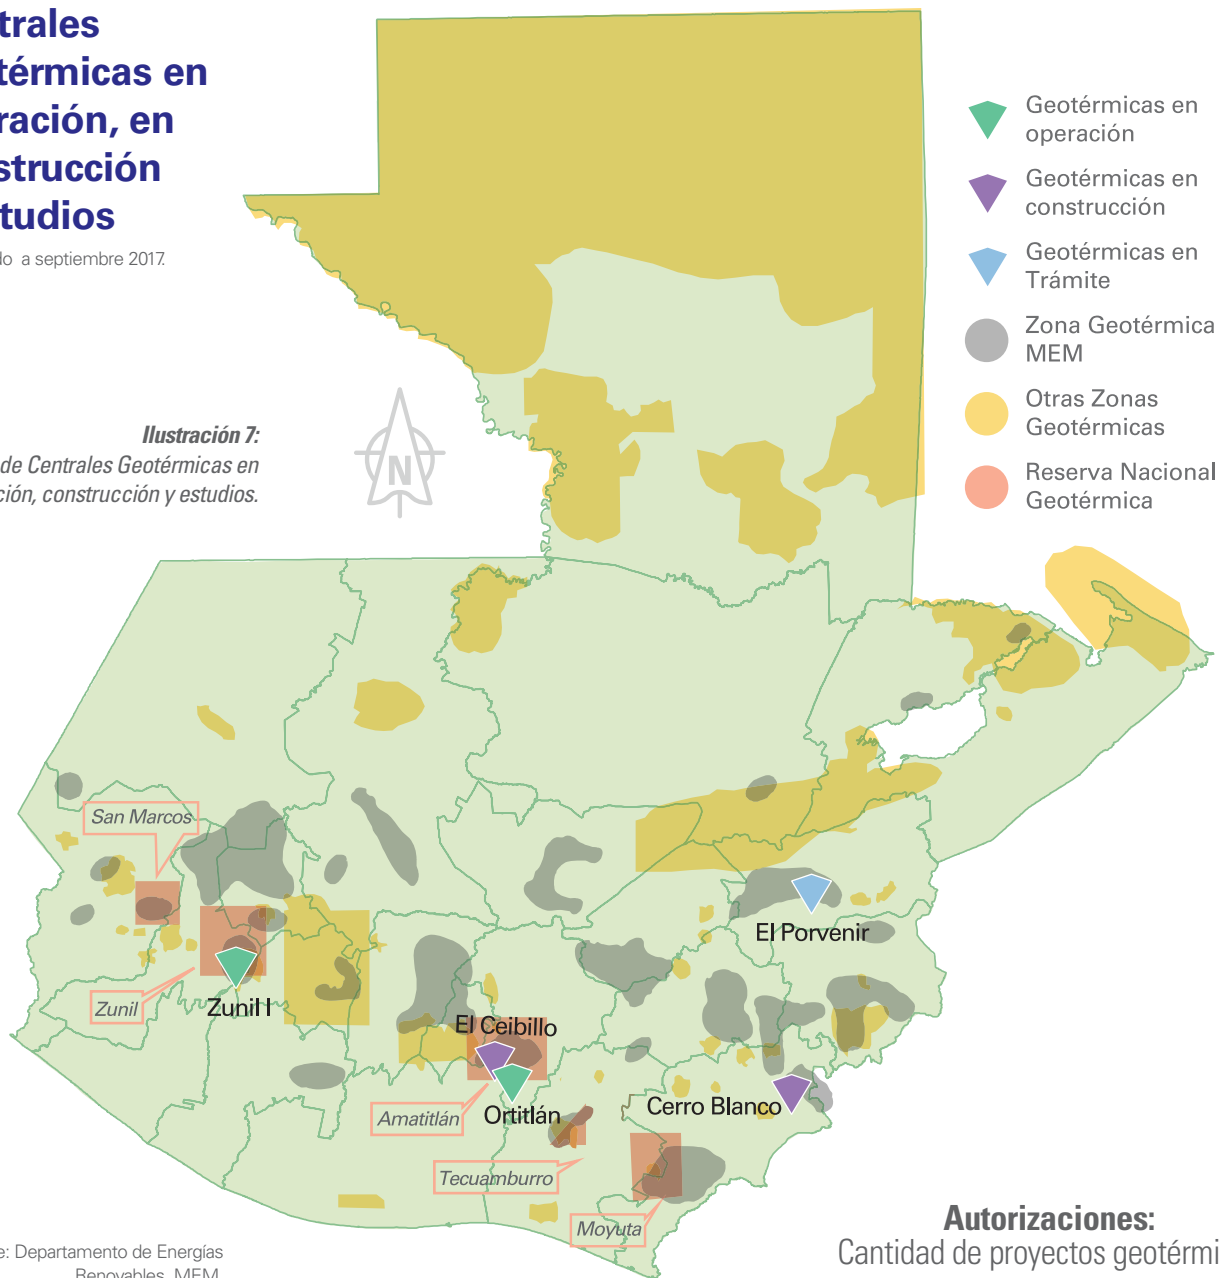 trales
térmicas en
ración, en
strucción
tudios
do a septiembre 2017.
Geotérmicas en
operación
Geotérmicas en
construcción
Geotérmicas en
Trámite
Zona Geotérmica
MEM
Otras Zonas
Geotérmicas
Reserva Nacional
Geotérmica
Ilustración 7:
de Centrales Geotérmicas en
ción, construcción y estudios.
N
San Marcos
El Porvenir
Zunil
Zunil I
El Ceibillo
Amatitlán
Ortitlán
Cerro Blanco
Tecuamburro
Moyuta
Autorizaciones:
Cantidad de proyectos geotérmi
e: Departamento de Energías
Renovables, MEM.